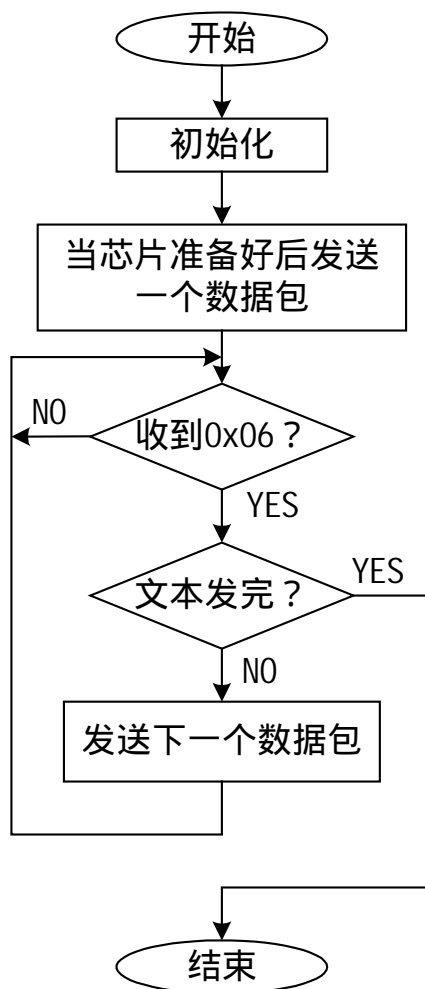 开始
初始化
当芯片准备好后发送
一个数据包
NO
收到0x06？
YES
文本发完？
YES
NO
发送下一个数据包
结束